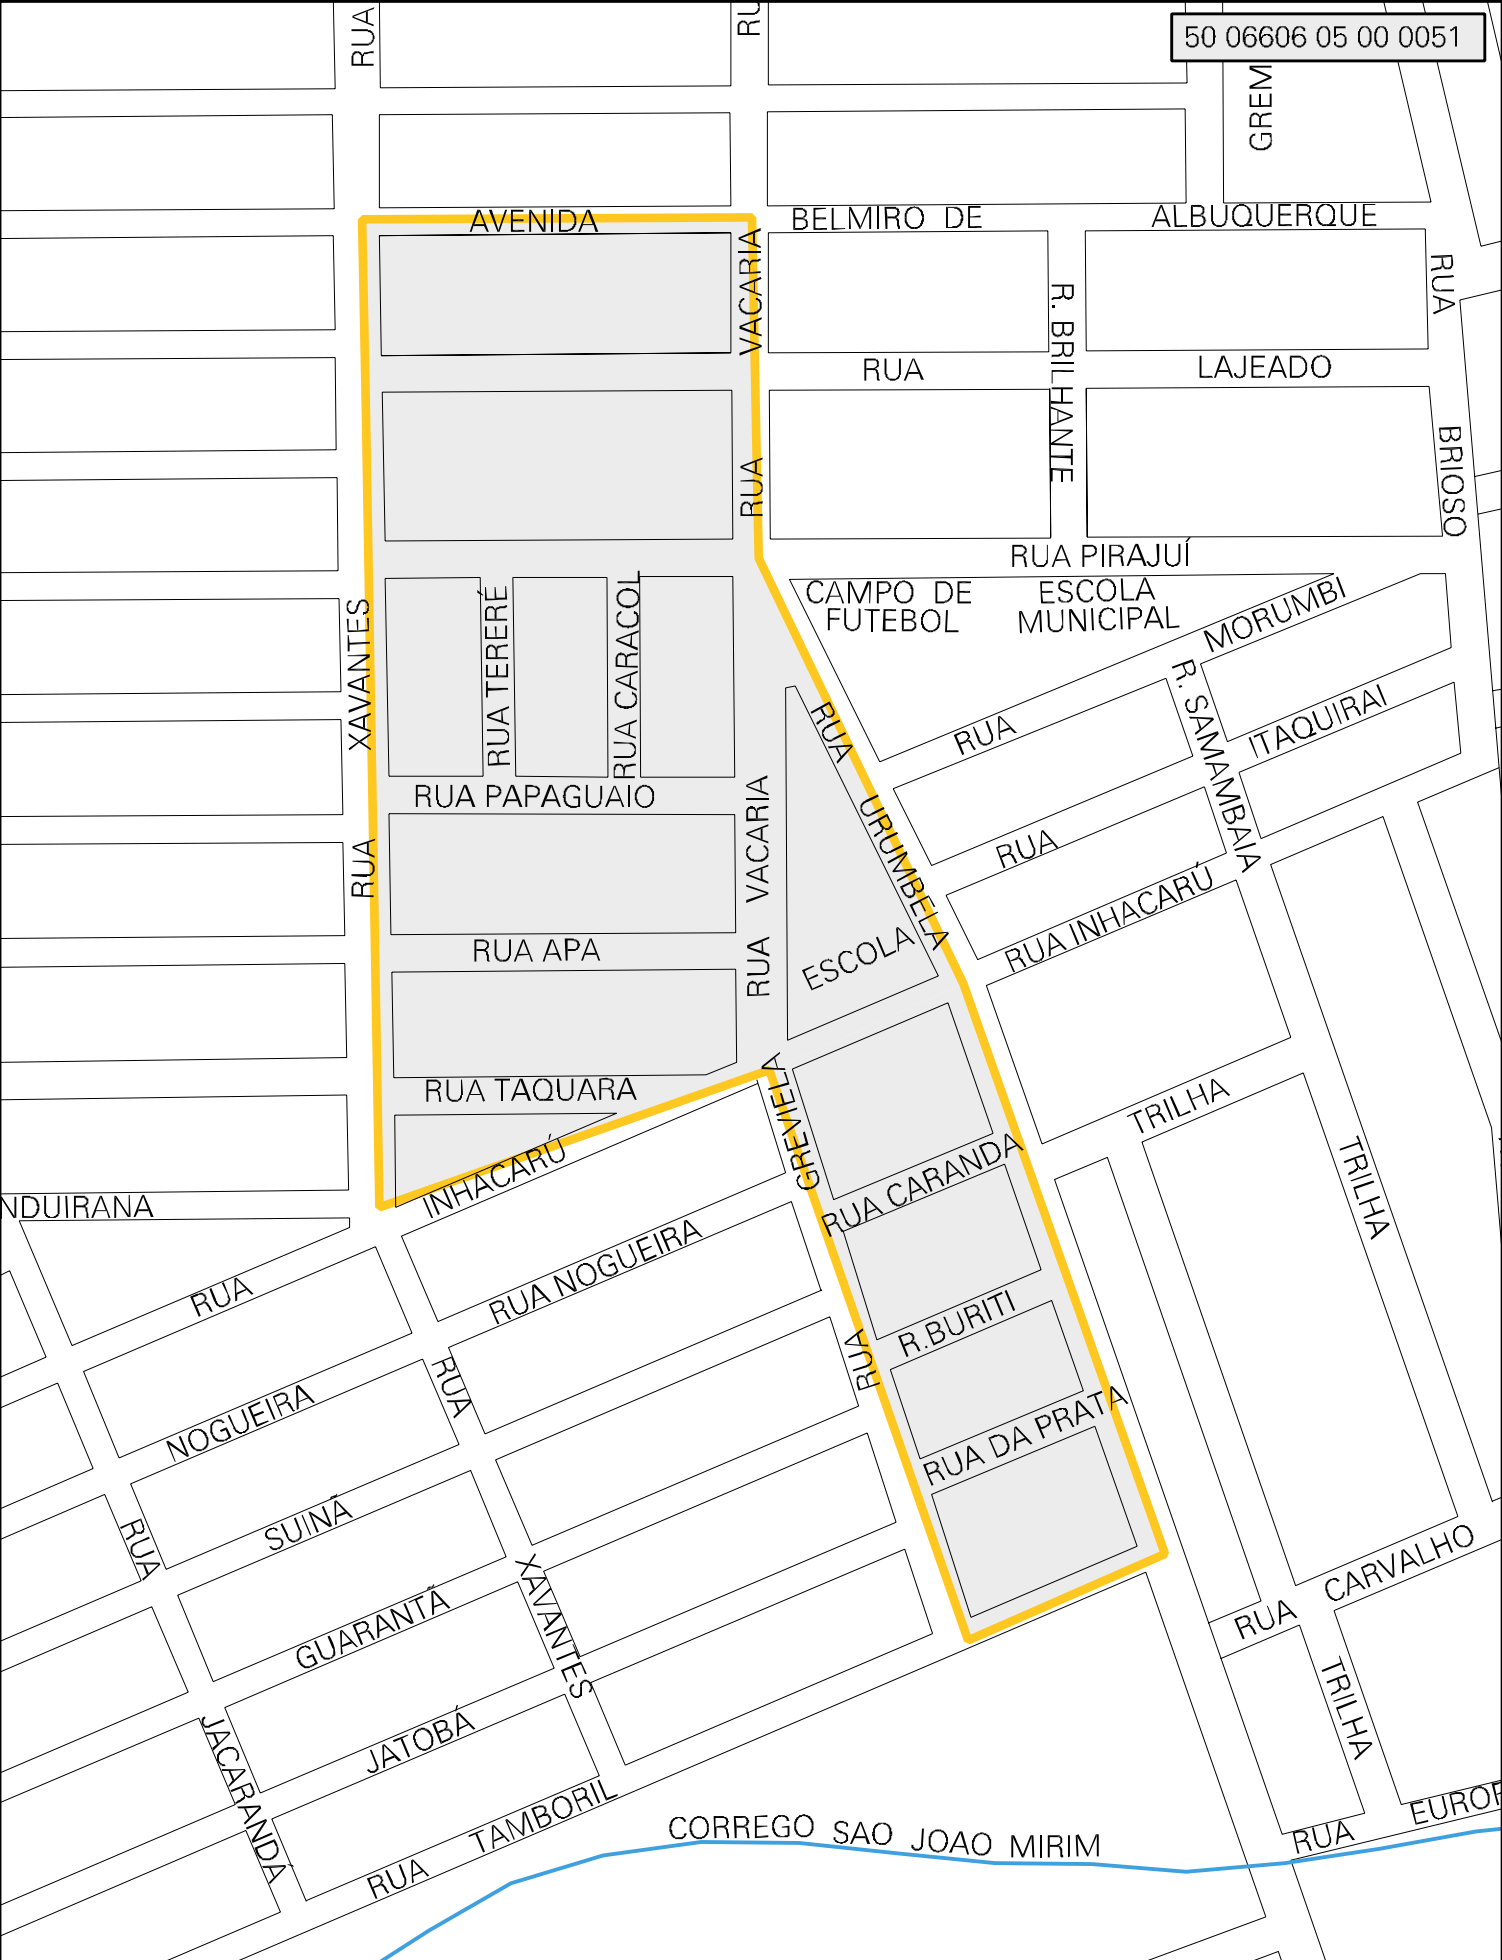 50 06606 05 00 0051
RUA
RU
GREM
AVENIDA
BELMIRO DE
ALBUQUERQUE
VACARIA
RUA
R. BRILHANTE
RUA
LAJEADO
RUA
BRIOSO
RUA PIRAJUÍ
CAMPO DE
FUTEBOL
ESCOLA
MUNICIPAL
MORUMBI
RUA
XAVANTES
RUA TERERÉ
RUA CARACOL
R. SAMAMBAIA
ITAQUIRAI
RUA
RUA
URUMBELA
RUA PAPAGUAIO
VACARIA
RUA
RUA
RUA INHACARÚ
RUA APA
ESCOLA
RUA TAQUARA
GREVIELA
RUA
TRILHA
TRILHA
INHACARÚ
RUA
RUA CARANDA
NDUIRANA
RUA NOGUEIRA
R.BURITI
RUA
XAVANTES
NOGUEIRA
RUA DA PRATA
SUINÃ
RUA
JACARANDÁ
GUARANTÃ
CARVALHO
RUA
TRILHA
JATOBÁ
TAMBORIL
RUA
CORREGO SAO JOAO MIRIM
RUA
EUROP